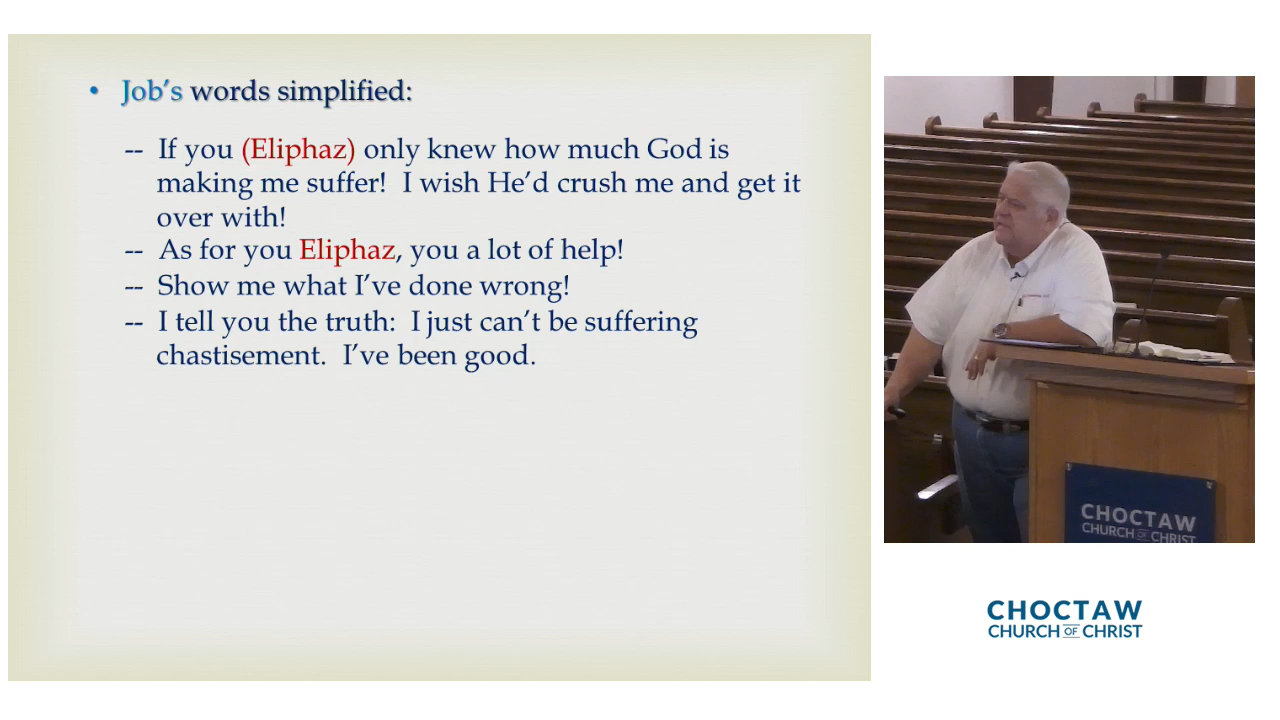 • Job’s words simplified:
-- If you (Eliphaz) only knew how much God is
making me suffer! I wish He’d crush me and get it
over with!
-- As for you Eliphaz, you a lot of help!
-- Show me what I’ve done wrong!
-- I tell you the truth: I just can’t be suffering
chastisement. I’ve been good.
CHOCTAW
CHURCH OF CHRIST
CHOCTAW
CHURCH OF CHRIST